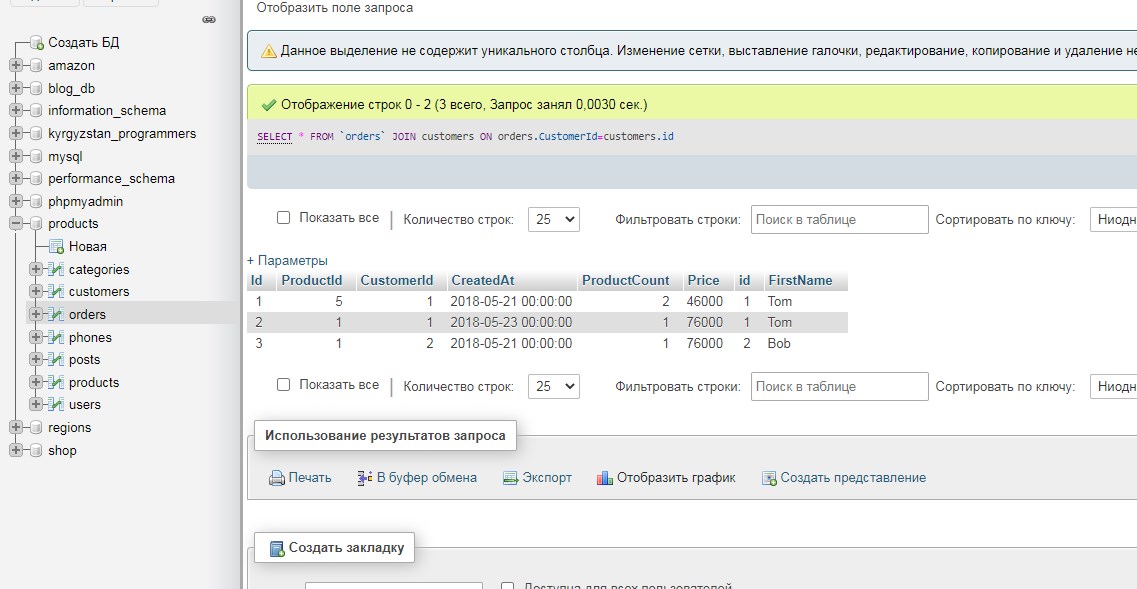 Создать БД
amazon
blog_db
information_schema
kyrgyzstan_programmers
mysql
performance_schema
phpmyadmin
products
Новая
categories
customers
orders
phones
posts
products
users
regions
shop
Отобразить поле запроса
Данное выделение не содержит уникального столбца. Изменение сетки, выставление галочки, редактирование, копирование и удаление не
Отображение строк 0 - 2 (3 всего, Запрос занял 0,0030 сек.)
SELECT * FROM `orders` JOIN customers ON orders.CustomerId=customers.id
Показать все | Количество строк: 25 Фильтровать строки: Поиск в таблице Сортировать по ключу: Ниодн
+ Параметры
Id ProductId CustomerId CreatedAt ProductCount Price id FirstName
1 5 1 2018-05-21 00:00:00 2 46000 1 Tom
2 1 1 2018-05-23 00:00:00 1 76000 1 Tom
3 1 2 2018-05-21 00:00:00 1 76000 2 Bob
Показать все | Количество строк: 25 Фильтровать строки: Поиск в таблице Сортировать по ключу: Ниодн
Использование результатов запроса
Печать В буфер обмена Экспорт Отобразить график Создать представление
Создать закладку
Доступна для всех пользователей